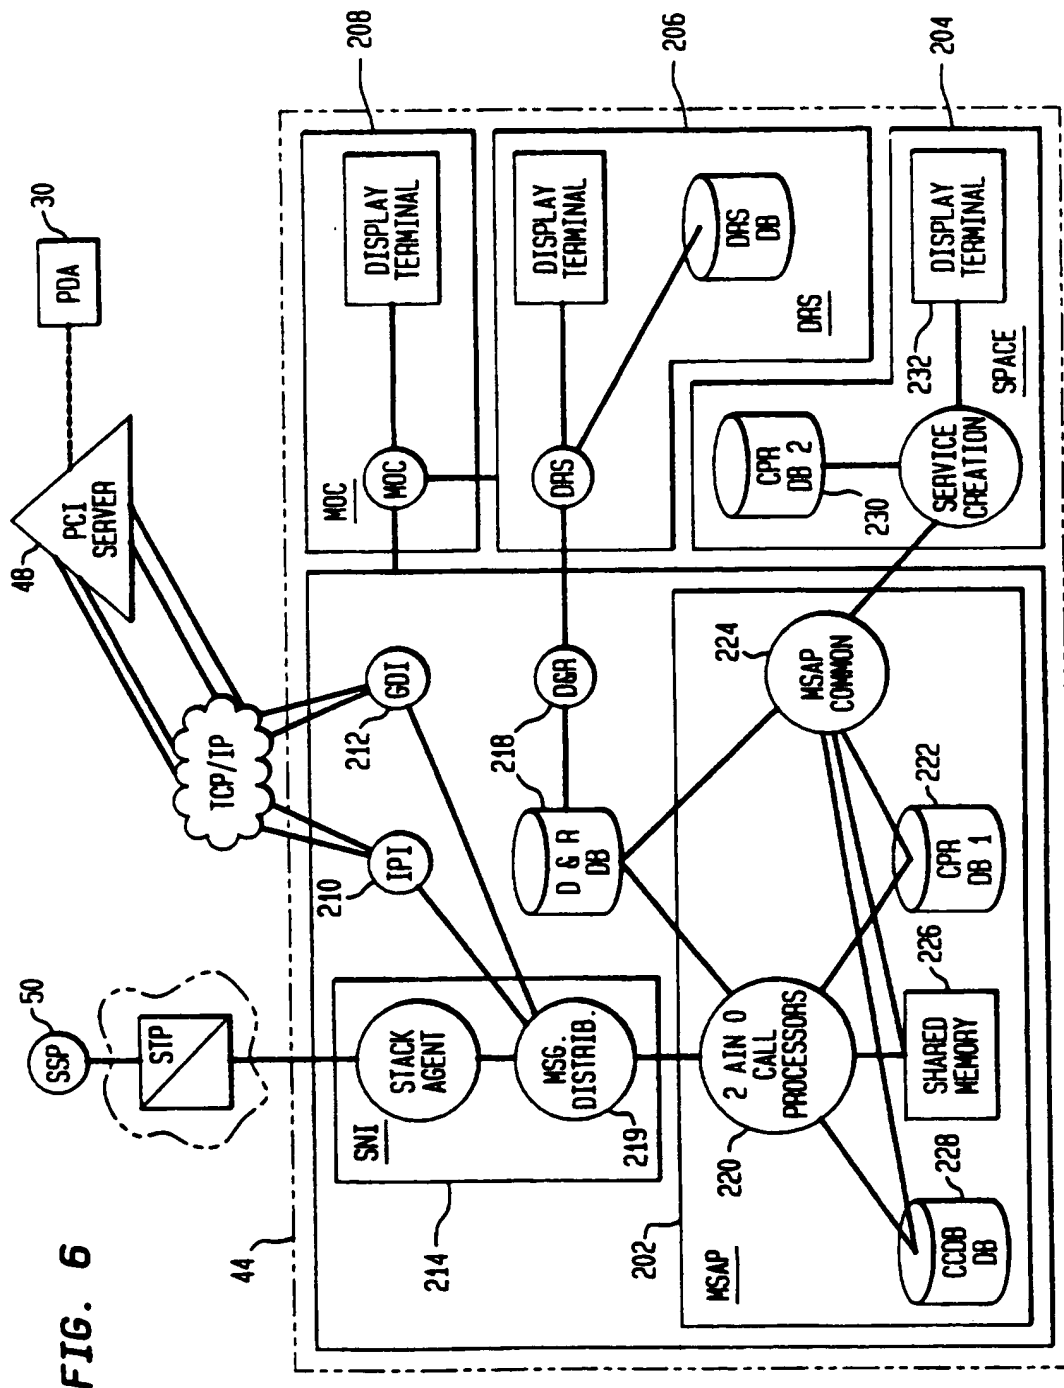 FIG. 6
SSP
50
STP
PCI
SERVER
48
PDA
30
TCP/IP
44
SNI
STACK
AGENT
MSG.
DISTRIB.
219
214
IPI
210
GDI
212
MOC
MOC
DISPLAY
TERMINAL
208
D & R
DB
218
D&R
DRS
DISPLAY
TERMINAL
DRS
DB
DRS
206
202
MSAP
2 AIN 0
CALL
PROCESSORS
220
MSAP
COMMON
224
CCDB
DB
228
SHARED
MEMORY
226
CPR
DB 1
222
CPR
DB 2
230
SERVICE
CREATION
DISPLAY
TERMINAL
232
SPACE
204